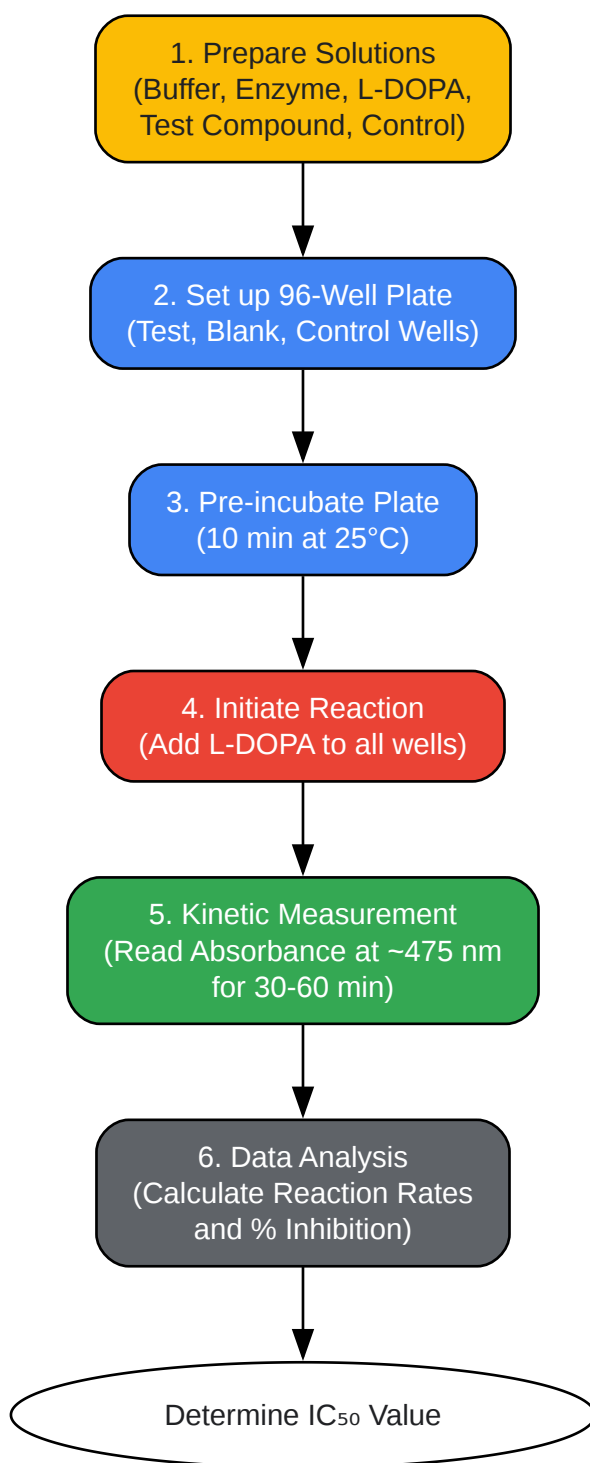 1. Prepare Solutions
(Buffer, Enzyme, L-DOPA,
Test Compound, Control)
2. Set up 96-Well Plate
(Test, Blank, Control Wells)
3. Pre-incubate Plate
(10 min at 25°C)
4. Initiate Reaction
(Add L-DOPA to all wells)
5. Kinetic Measurement
(Read Absorbance at ~475 nm
for 30-60 min)
6. Data Analysis
(Calculate Reaction Rates
and % Inhibition)
Determine IC₅₀ Value